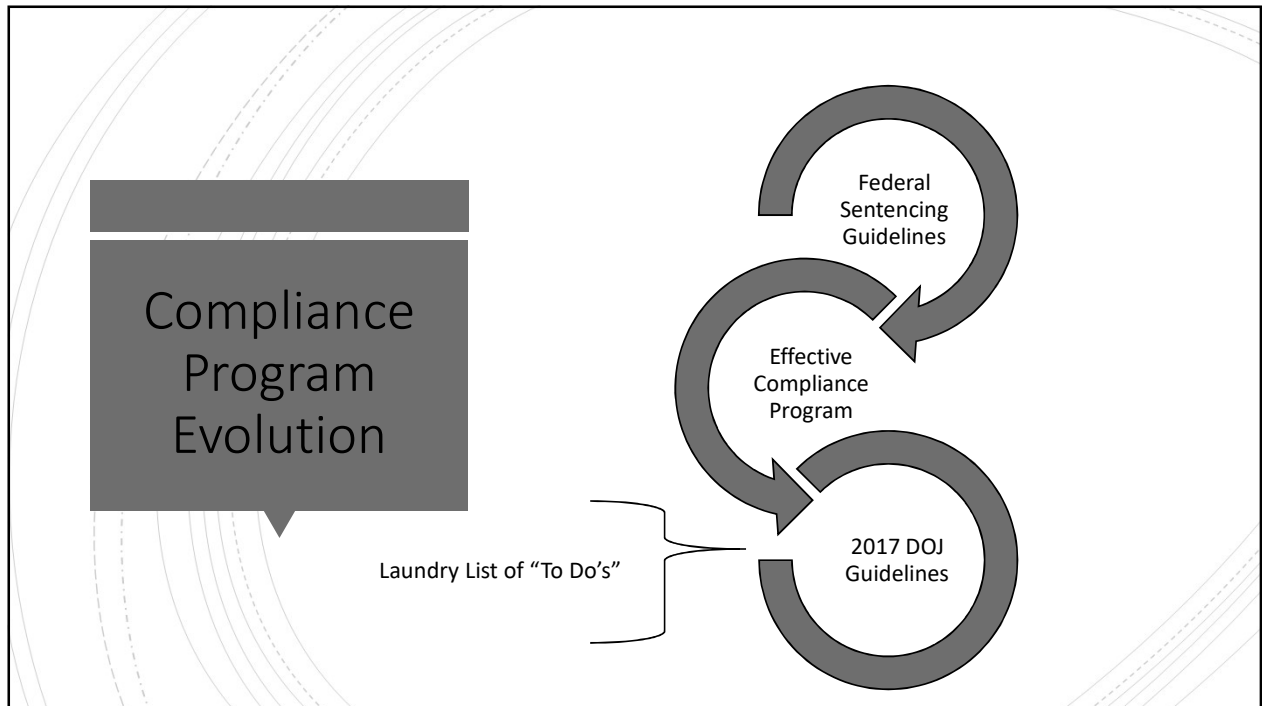 Compliance
Program
Evolution
Federal
Sentencing
Guidelines
Effective
Compliance
Program
2017 DOJ
Guidelines
Laundry List of “To Do’s”